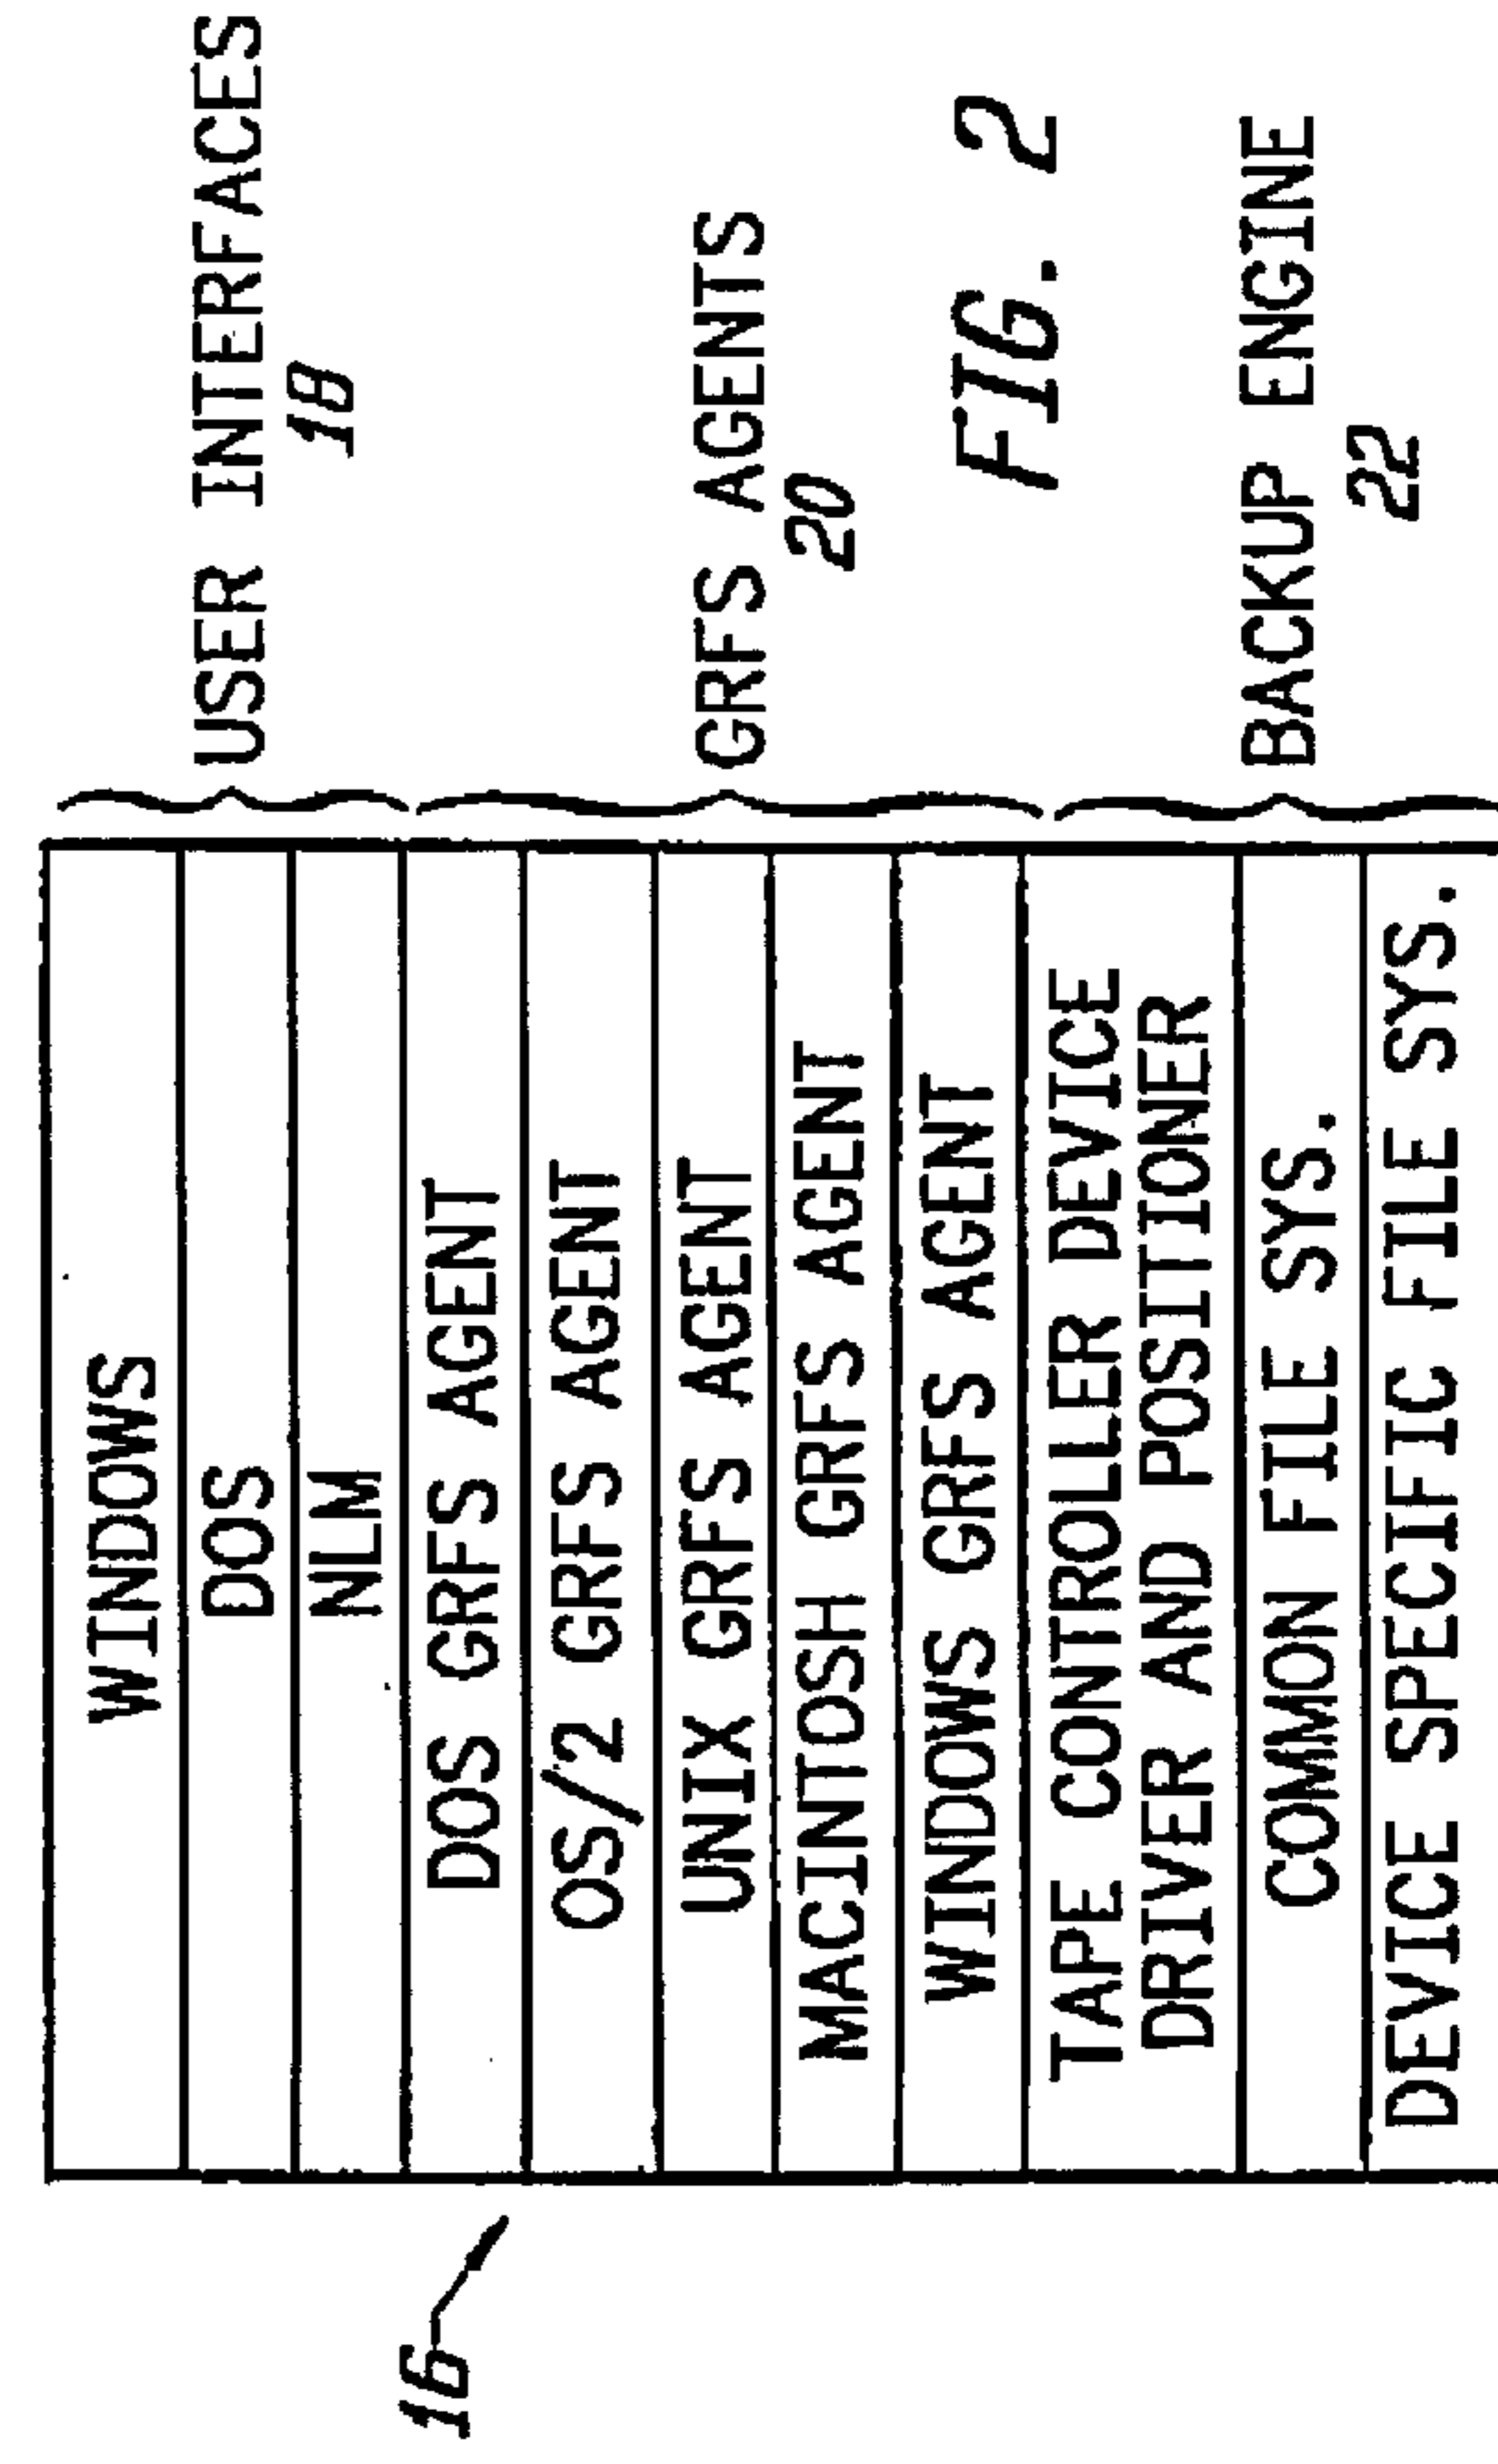 16
WINDOWS
DOS
NLM
DOS GRFS AGENT
OS/2 GRFS AGENT
UNIX GRFS AGENT
MACINTOSH GRFS AGENT
WINDOWS GRFS AGENT
TAPE CONTROLLER DEVICE
DRIVER AND POSITIONER
COMMON FILE SYS.
DEVICE SPECIFIC FILE SYS.
USER INTERFACES
18
GRFS AGENTS
20
FIG. 2
BACKUP ENGINE
22